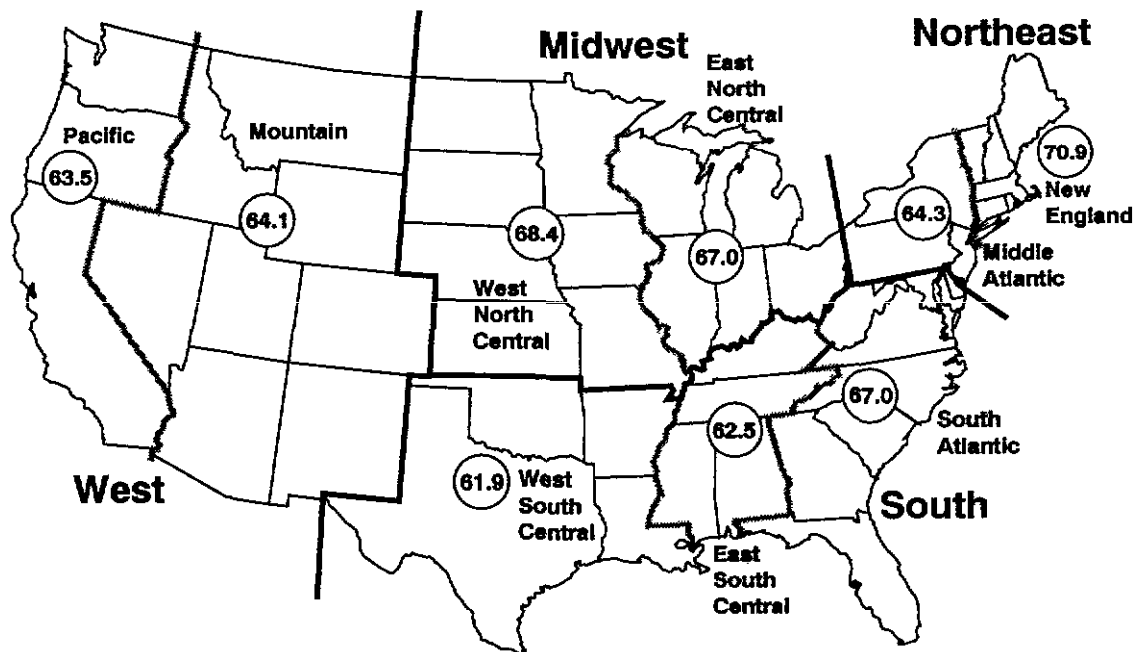 Midwest
Northeast
East
North
Central
Pacific
Mountain
63.5
64.1
68.4
67.0
64.3
70.9
New
England
Middle
Atlantic
West
North
Central
67.0
62.5
South
Atlantic
West
61.9
West
South
Central
South
East
South
Central